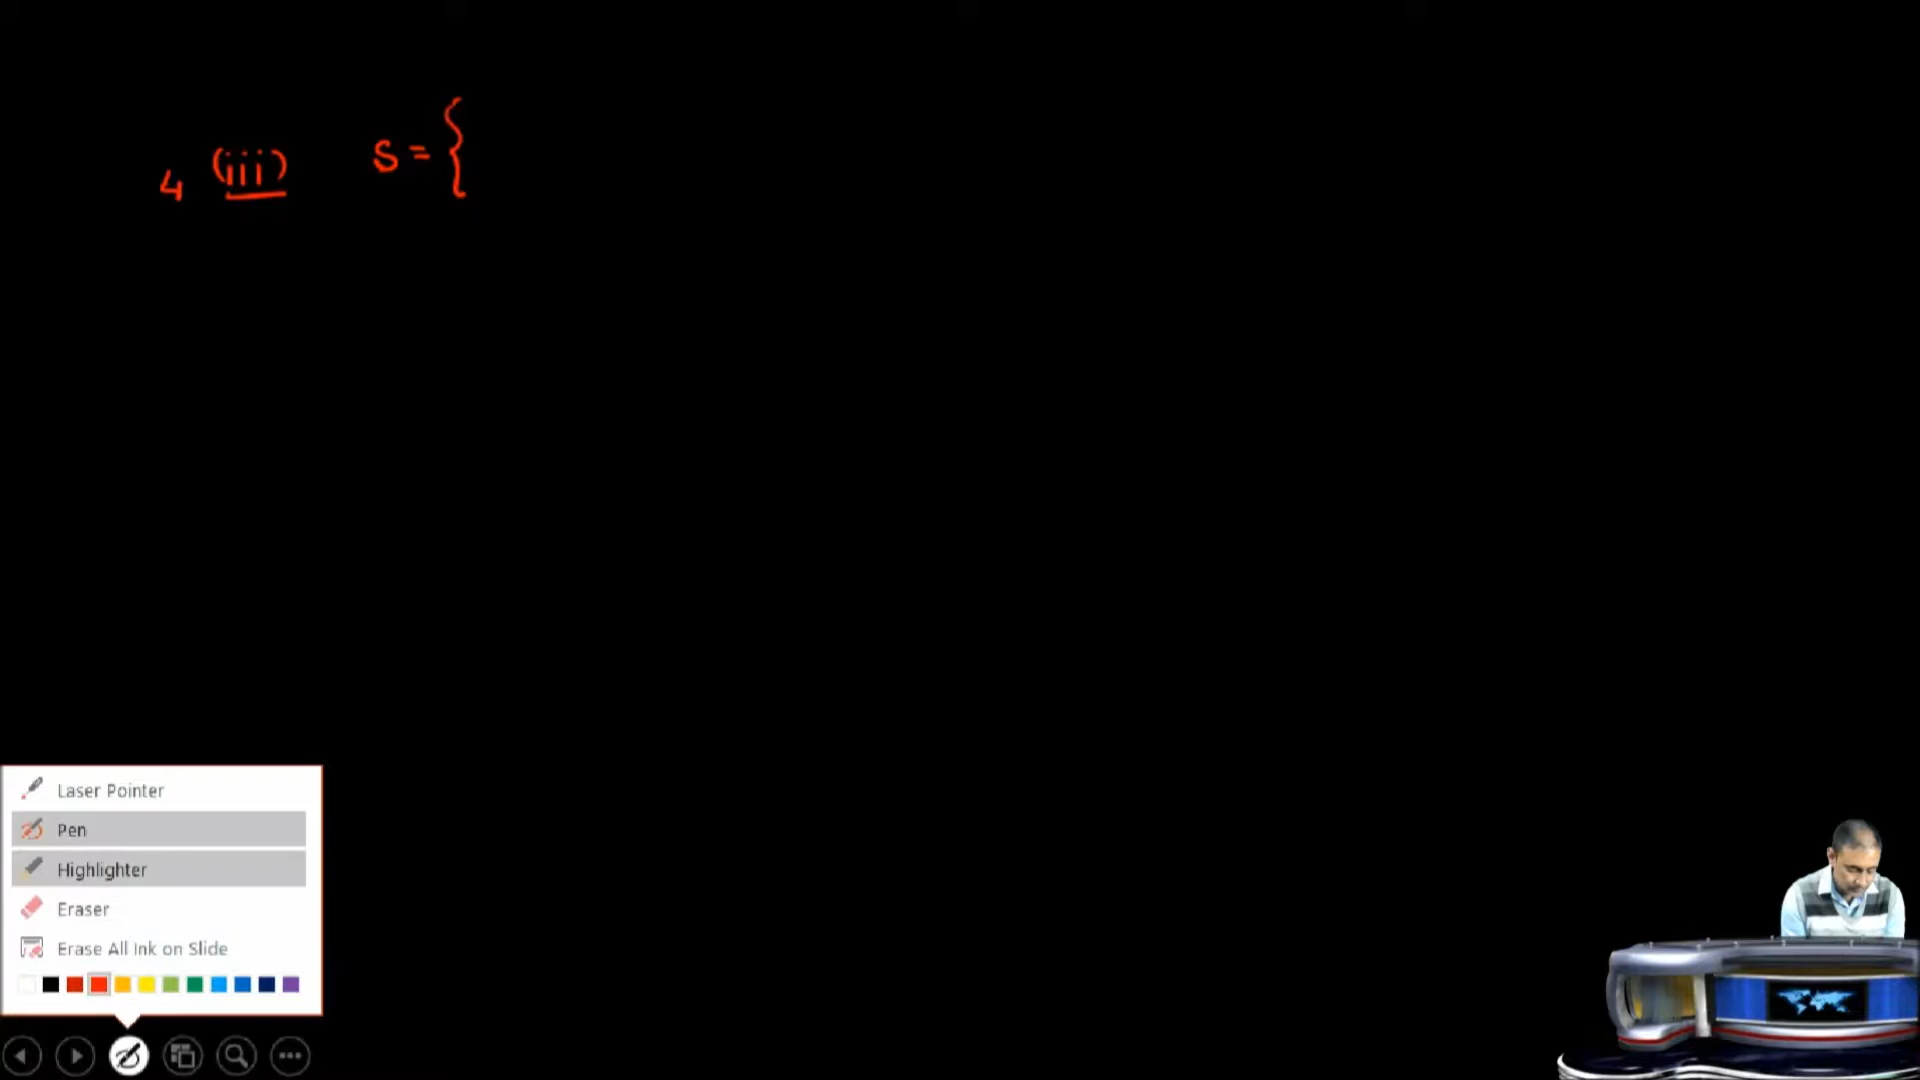 4 (iii) S = {
Laser Pointer
Pen
Highlighter
Eraser
Erase All Ink on Slide